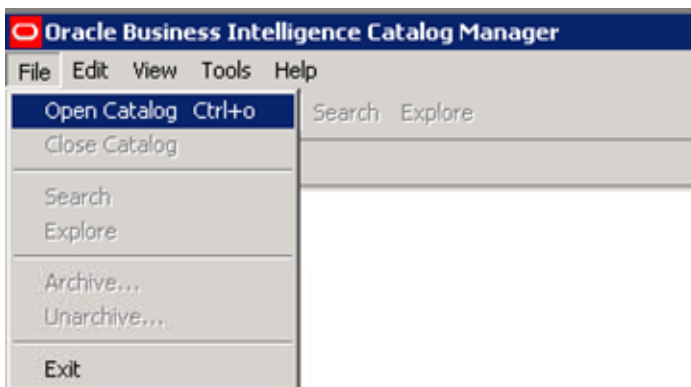 Oracle Business Intelligence Catalog Manager
File Edit View Tools Help
Open Catalog Ctrl+o
Search Explore
Close Catalog
Search
Explore
Archive...
Unarchive...
Exit